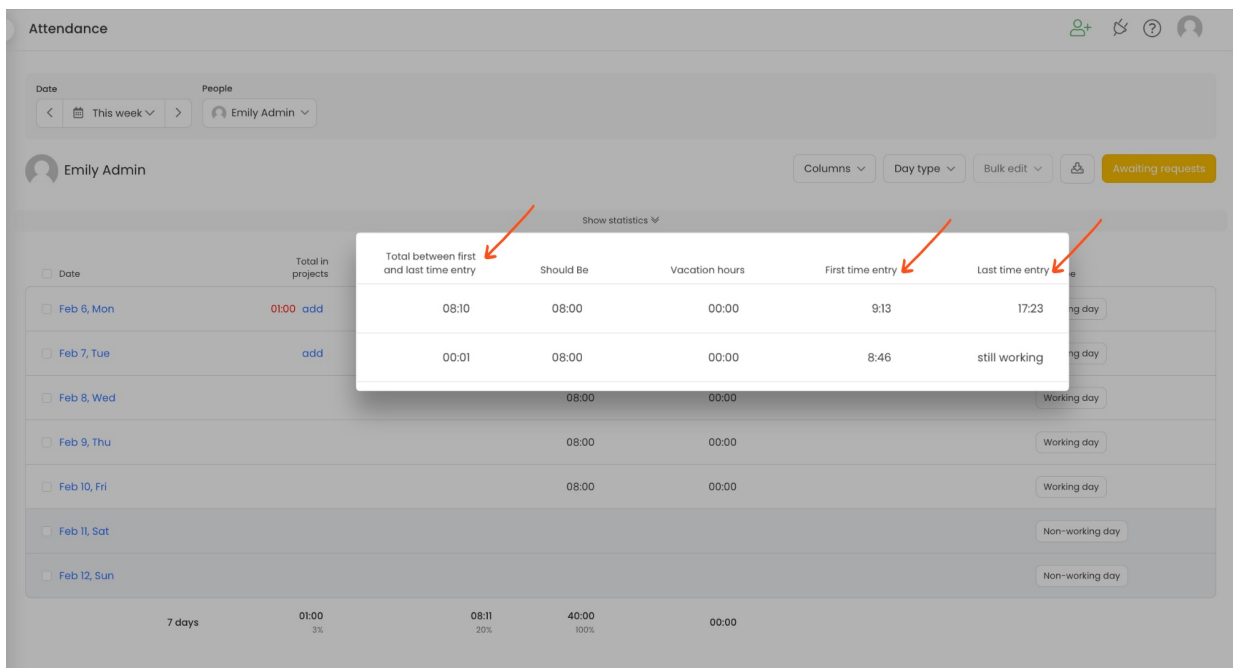 Attendance
Date
People
This week
Emily Admin
Emily Admin
Columns
Day type
Bulk edit
Awaiting requests
Show statistics
Date
Total in
projects
Total between first
and last time entry
Should Be
Vacation hours
First time entry
Last time entry
Feb 6, Mon 01:00 add 08:10 08:00 00:00 9:13 17:23
Feb 7, Tue add 00:01 08:00 00:00 8:46 still working
Feb 8, Wed 08:00 00:00 Working day
Feb 9, Thu 08:00 00:00 Working day
Feb 10, Fri 08:00 00:00 Working day
Feb 11, Sat Non-working day
Feb 12, Sun Non-working day
7 days 01:00 08:11 40:00 00:00
3% 20% 100%